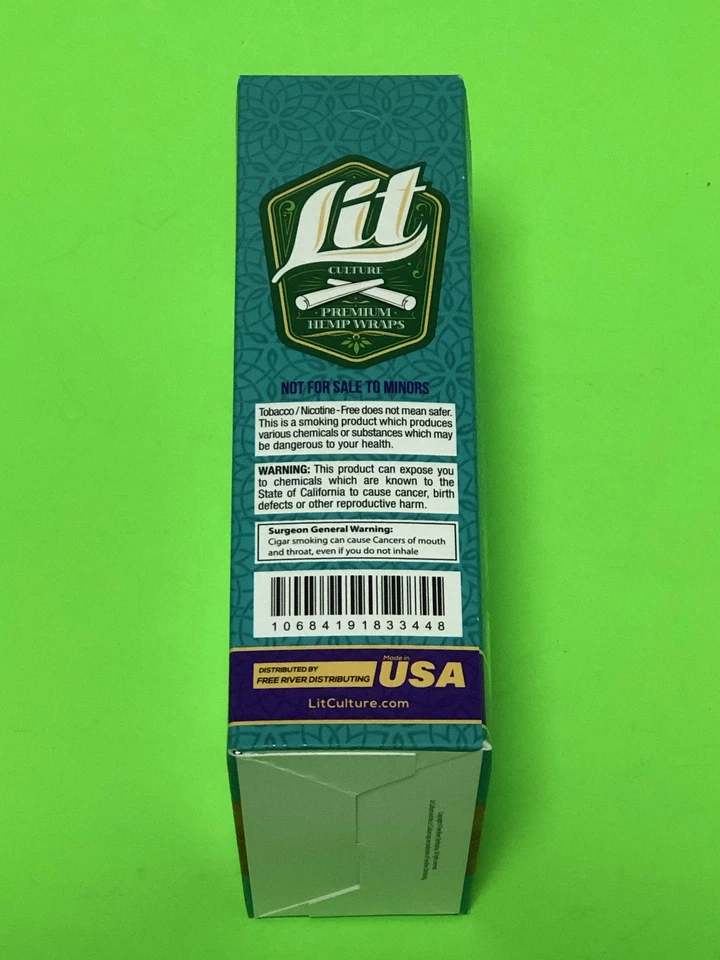 Lit
CULTURE
PREMIUM
HEMP WRAPS
NOT FOR SALE TO MINORS
Tobacco / Nicotine-Free does not mean safer.
This is a smoking product which produces
various chemicals or substances which may
be dangerous to your health.
WARNING: This product can expose you
to chemicals which are known to the
State of California to cause cancer, birth
defects or other reproductive harm.
Surgeon General Warning:
Cigar smoking can cause Cancers of mouth
and throat, even if you do not inhale
10684191833448
DISTRIBUTED BY
FREE RIVER DISTRIBUTING
Made in
USA
LitCulture.com